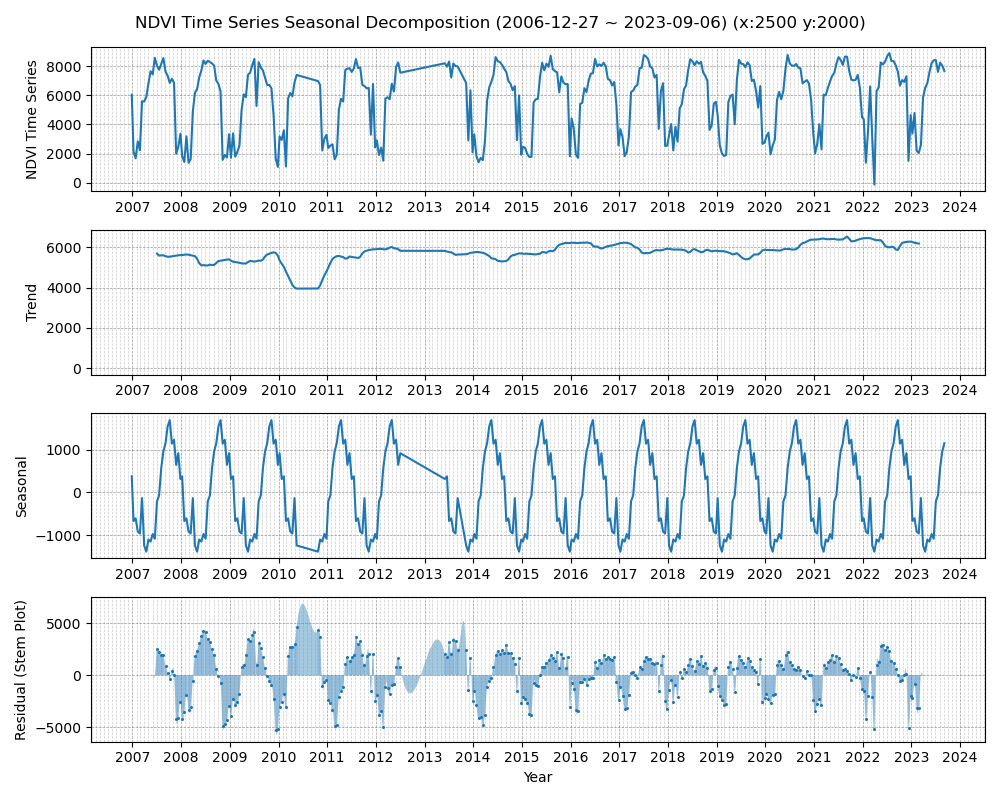 NDVI Time Series Seasonal Decomposition (2006-12-27 ~ 2023-09-06) (x:2500 y:2000)
NDVI Time Series
8000
6000
4000
2000
0
2007 2008 2009 2010 2011 2012 2013 2014 2015 2016 2017 2018 2019 2020 2021 2022 2023 2024
Trend
6000
4000
2000
0
2007 2008 2009 2010 2011 2012 2013 2014 2015 2016 2017 2018 2019 2020 2021 2022 2023 2024
Seasonal
1000
0
−1000
2007 2008 2009 2010 2011 2012 2013 2014 2015 2016 2017 2018 2019 2020 2021 2022 2023 2024
Residual (Stem Plot)
5000
0
−5000
2007 2008 2009 2010 2011 2012 2013 2014 2015 2016 2017 2018 2019 2020 2021 2022 2023 2024
Year